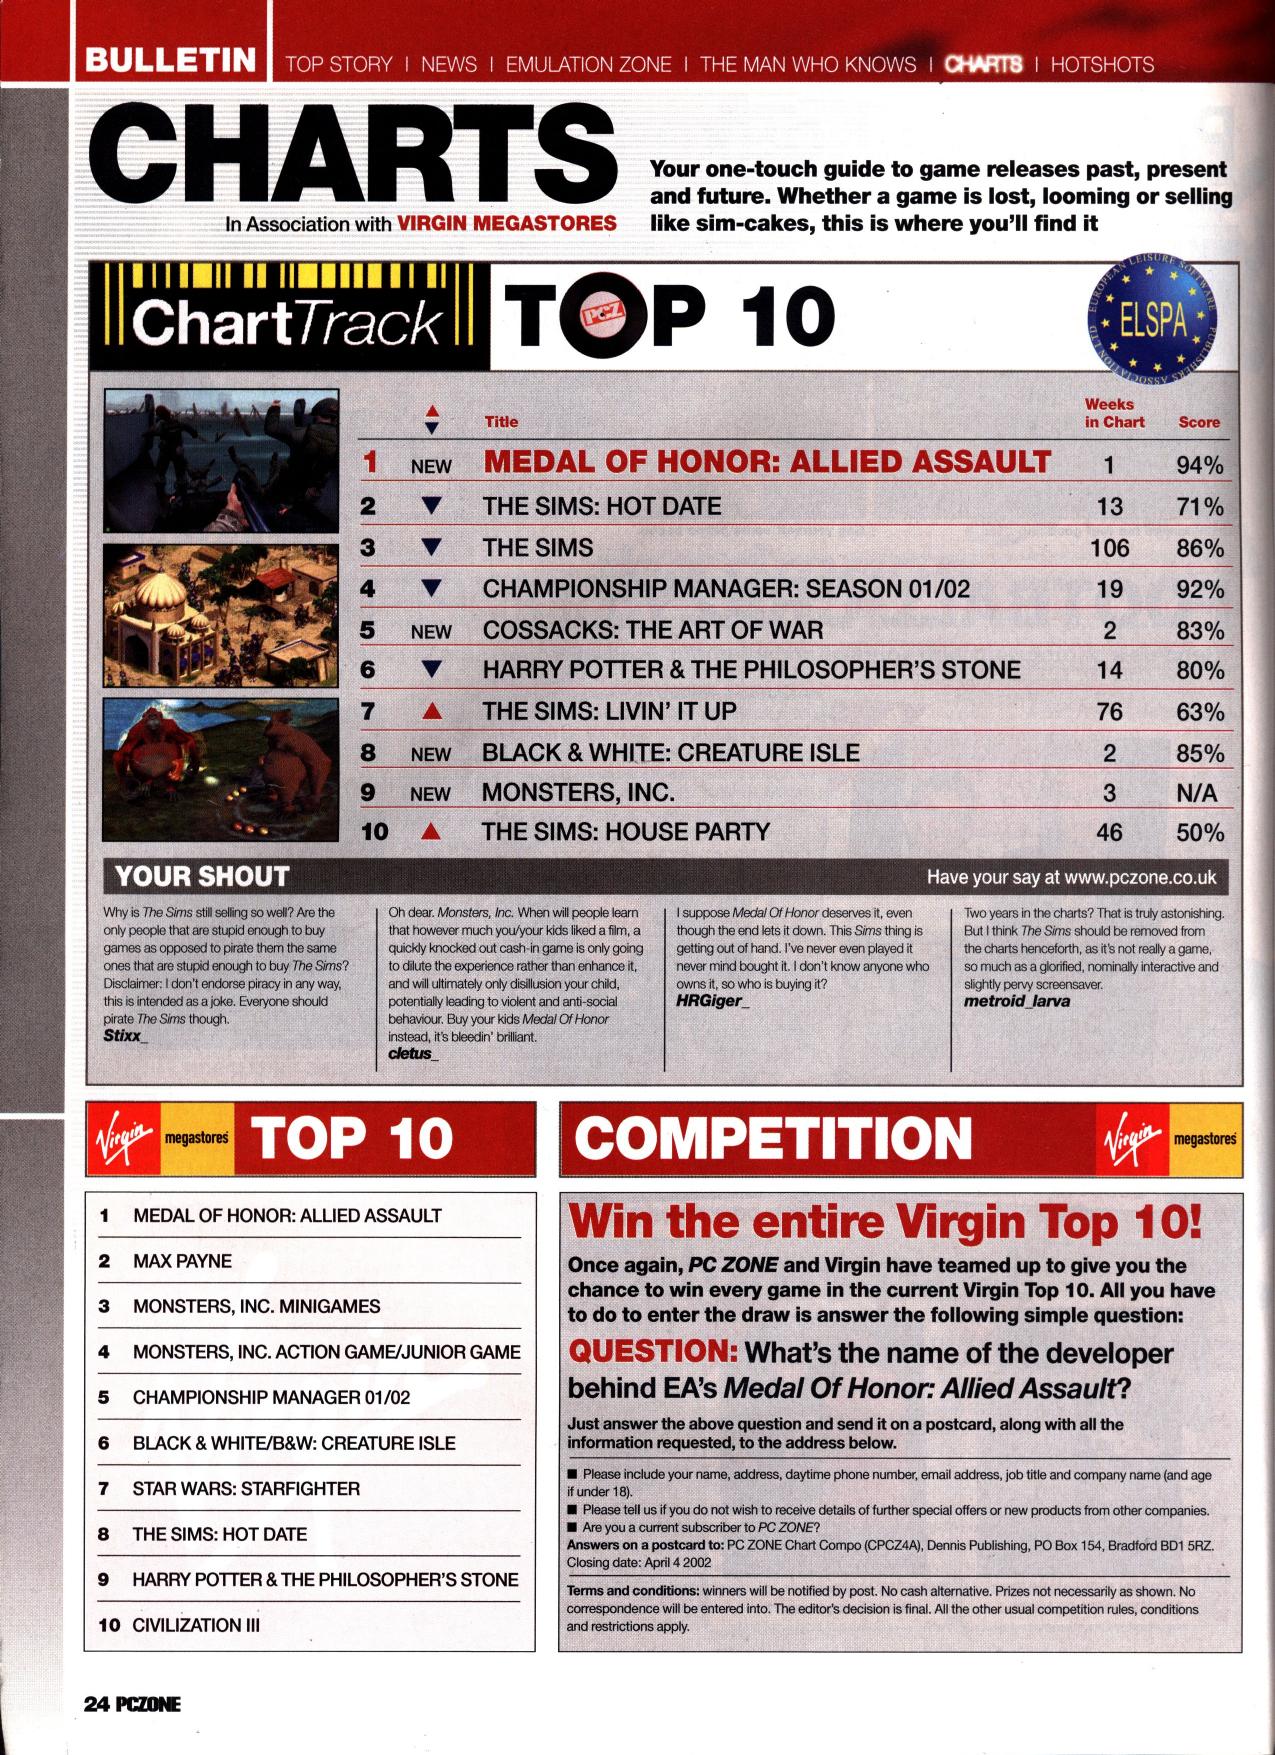 BULLETIN
TOP STORY | NEWS | EMULATION ZONE | THE MAN WHO KNOWS | CHARTS | HOTSHOTS
CHARTS
In Association with VIRGIN MEGASTORES
Your one-touch guide to game releases past, present
and future. Whether a game is lost, looming or selling
like sim-cakes, this is where you'll find it
ChartTrack
TOP 10
PCZ
EUROPEAN LEISURE SOFTWARE PUBLISHERS ASSOCIATION LTD
ELSPA
Title Weeks in Chart Score
1 NEW MEDAL OF HONOR: ALLIED ASSAULT 1 94%
2 ▼ THE SIMS: HOT DATE 13 71%
3 ▼ THE SIMS 106 86%
4 ▼ CHAMPIONSHIP MANAGER: SEASON 01/02 19 92%
5 NEW COSSACKS: THE ART OF WAR 2 83%
6 ▼ HARRY POTTER & THE PHILOSOPHER'S STONE 14 80%
7 ▲ THE SIMS: LIVIN' IT UP 76 63%
8 NEW BLACK & WHITE: CREATURE ISLE 2 85%
9 NEW MONSTERS, INC. 3 N/A
10 ▲ THE SIMS: HOUSE PARTY 46 50%
YOUR SHOUT
Have your say at www.pczone.co.uk
Why is The Sims still selling so well? Are the
only people that are stupid enough to buy
games as opposed to pirate them the same
ones that are stupid enough to buy The Sims?
Disclaimer: I don't endorse piracy in any way,
this is intended as a joke. Everyone should
pirate The Sims though.
Stixx_
Oh dear. Monsters, Inc. When will people learn
that however much you/your kids liked a film, a
quickly knocked out cash-in game is only going
to dilute the experience rather than enhance it,
and will ultimately only disillusion your child,
potentially leading to violent and anti-social
behaviour. Buy your kids Medal Of Honor
instead, it's bleedin' brilliant.
cletus_
I suppose Medal Of Honor deserves it, even
though the end lets it down. This Sims thing is
getting out of hand. I've never even played it
never mind bought it. I don't know anyone who
owns it, so who is buying it?
HRGiger_
Two years in the charts? That is truly astonishing.
But I think The Sims should be removed from
the charts henceforth, as it's not really a game,
so much as a glorified, nominally interactive and
slightly pervy screensaver.
metroid_larva
Virgin megastores TOP 10
1 MEDAL OF HONOR: ALLIED ASSAULT
2 MAX PAYNE
3 MONSTERS, INC. MINIGAMES
4 MONSTERS, INC. ACTION GAME/JUNIOR GAME
5 CHAMPIONSHIP MANAGER 01/02
6 BLACK & WHITE/B&W: CREATURE ISLE
7 STAR WARS: STARFIGHTER
8 THE SIMS: HOT DATE
9 HARRY POTTER & THE PHILOSOPHER'S STONE
10 CIVILIZATION III
COMPETITION Virgin megastores
Win the entire Virgin Top 10!
Once again, PC ZONE and Virgin have teamed up to give you the
chance to win every game in the current Virgin Top 10. All you have
to do to enter the draw is answer the following simple question:
QUESTION: What's the name of the developer
behind EA's Medal Of Honor: Allied Assault?
Just answer the above question and send it on a postcard, along with all the
information requested, to the address below.
■ Please include your name, address, daytime phone number, email address, job title and company name (and age
if under 18).
■ Please tell us if you do not wish to receive details of further special offers or new products from other companies.
■ Are you a current subscriber to PC ZONE?
Answers on a postcard to: PC ZONE Chart Compo (CPCZ4A), Dennis Publishing, PO Box 154, Bradford BD1 5RZ.
Closing date: April 4 2002
Terms and conditions: winners will be notified by post. No cash alternative. Prizes not necessarily as shown. No
correspondence will be entered into. The editor's decision is final. All the other usual competition rules, conditions
and restrictions apply.
24 PCZONE